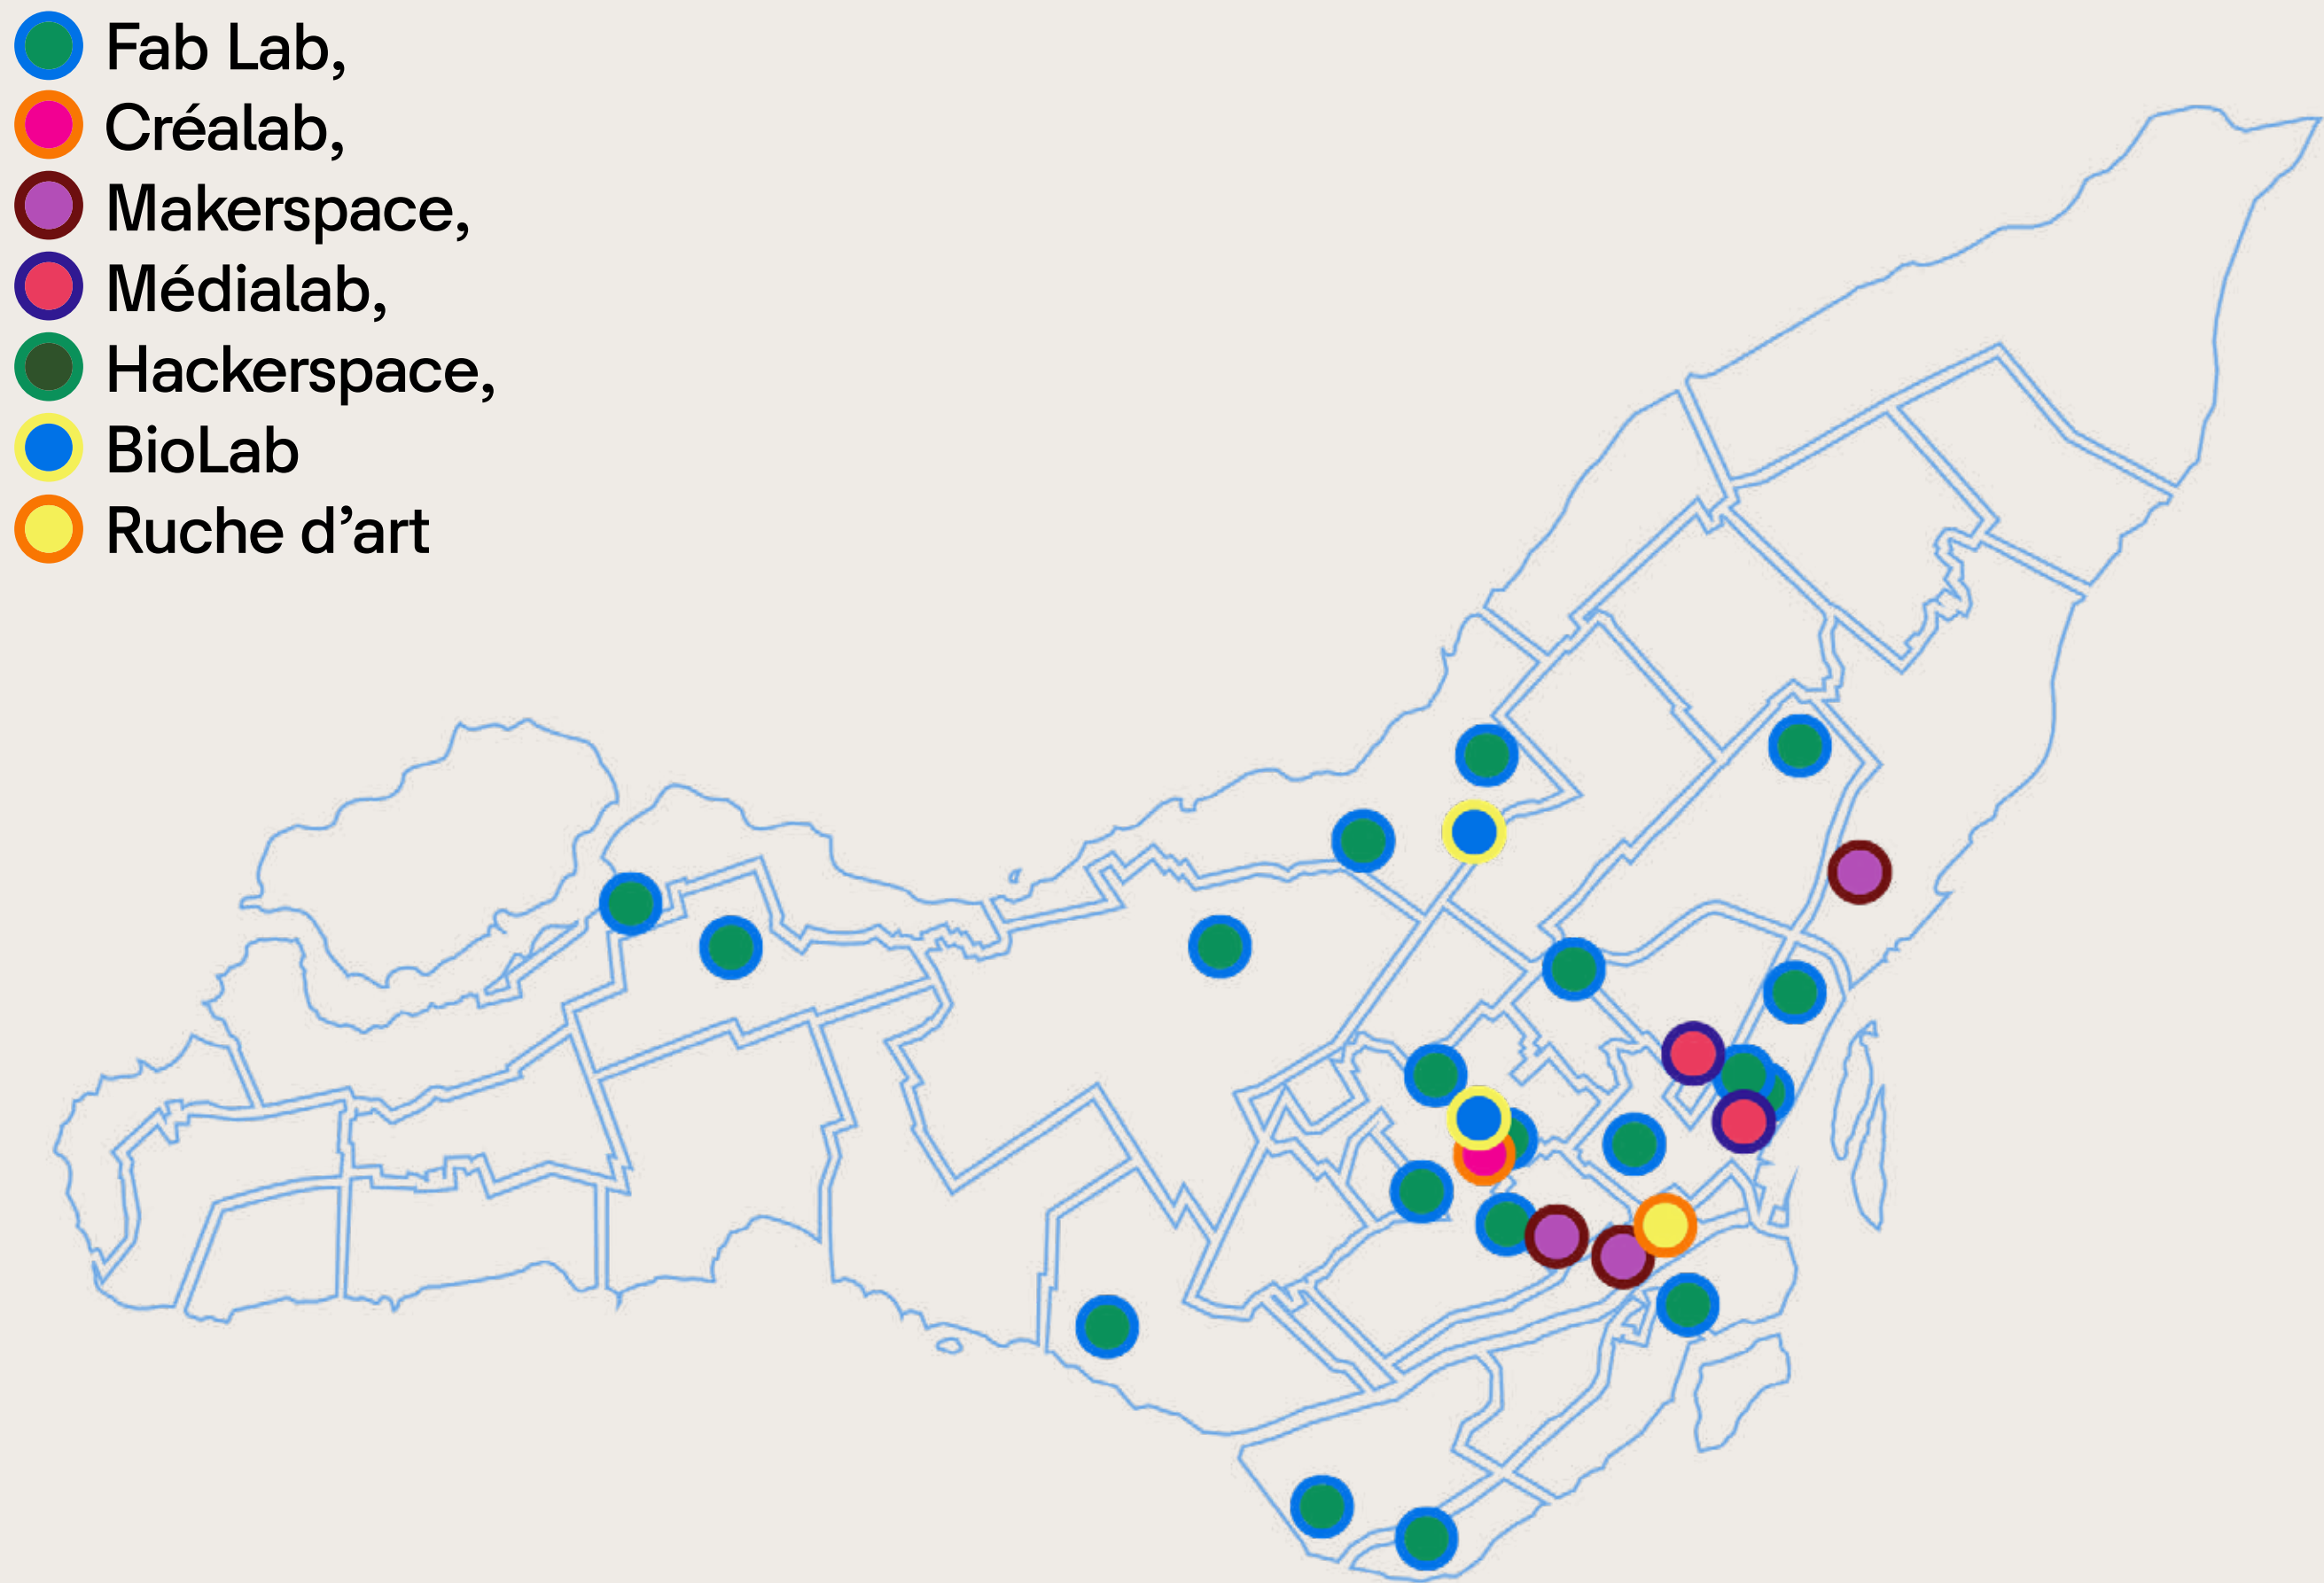 Fab Lab,
Créalab,
Makerspace,
Médialab,
Hackerspace,
BioLab
Ruche d’art